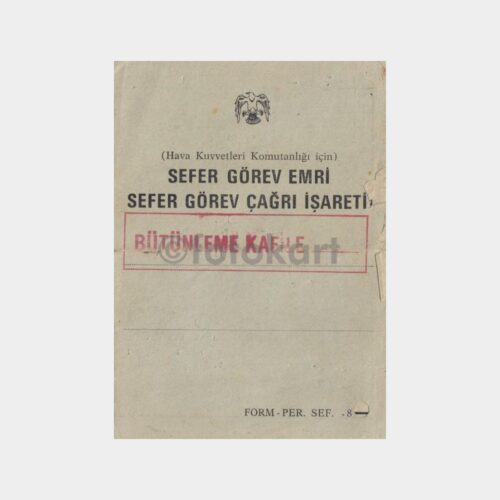 (Hava Kuvvetleri Komutanlığı için)
SEFER GÖREV EMRİ
SEFER GÖREV ÇAĞRI İŞARETİ
BÜTÜNLEME KAFİLE
©fotokart
FORM - PER. SEF. - 8